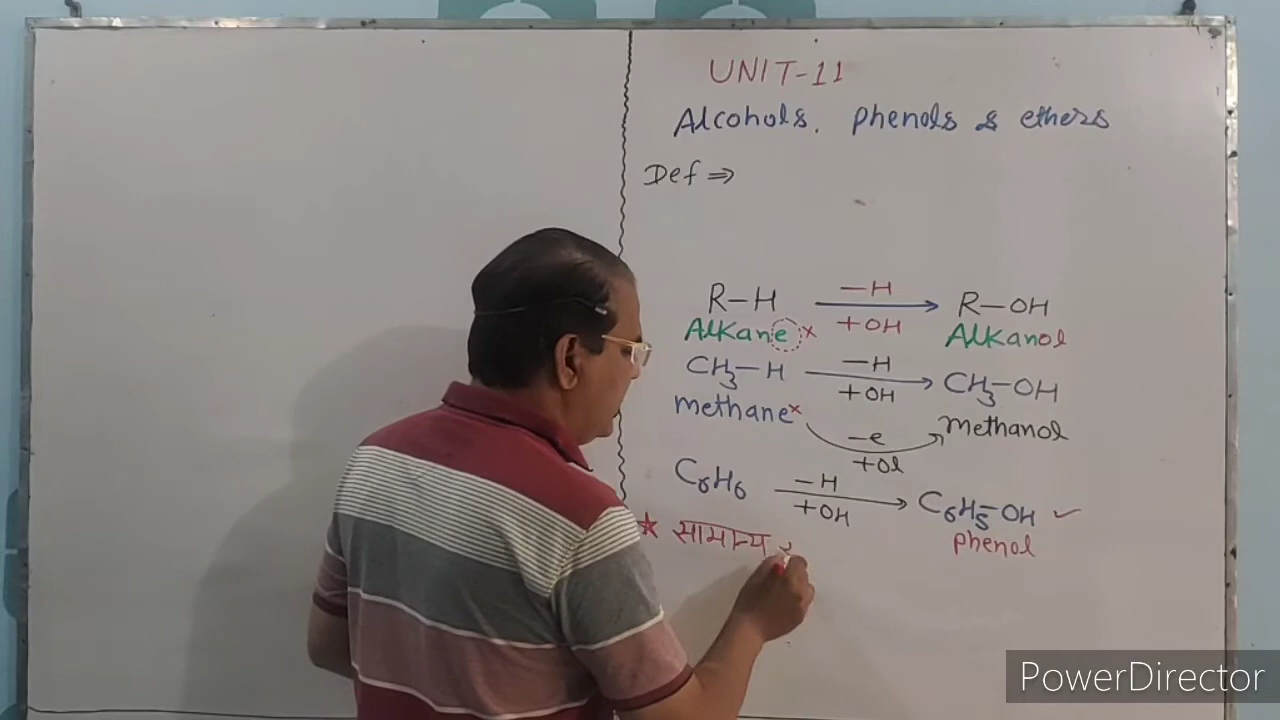 UNIT-11
Alcohols, phenols & ethers
Def ⇒
R-H —H +OH R-OH
Alkane × Alkanol
CH3-H —H +OH CH3-OH
methane × -e +Ol Methanol
C6H6 -H +OH C6H5-OH ✓
phenol
★ सामान्य
PowerDirector